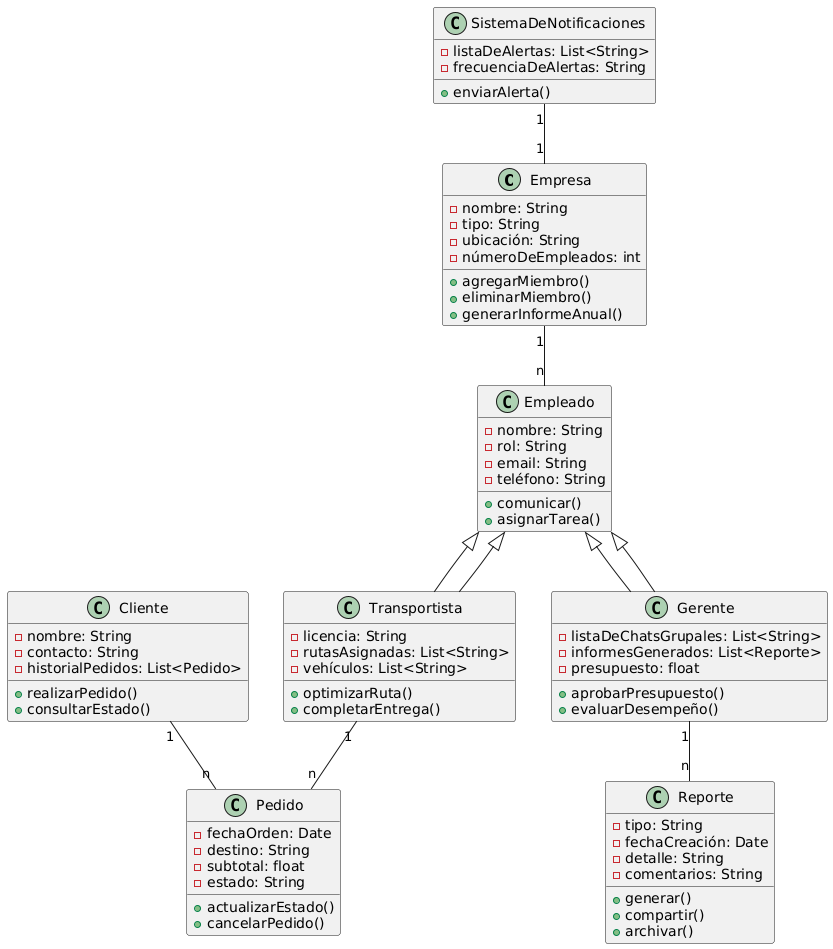 C SistemaDeNotificaciones
listaDeAlertas: List<String>
frecuenciaDeAlertas: String
enviarAlerta()
1
1
C Empresa
nombre: String
tipo: String
ubicación: String
númeroDeEmpleados: int
agregarMiembro()
eliminarMiembro()
generarInformeAnual()
1
n
C Empleado
nombre: String
rol: String
email: String
teléfono: String
comunicar()
asignarTarea()
C Cliente
nombre: String
contacto: String
historialPedidos: List<Pedido>
realizarPedido()
consultarEstado()
C Transportista
licencia: String
rutasAsignadas: List<String>
vehículos: List<String>
optimizarRuta()
completarEntrega()
C Gerente
listaDeChatsGrupales: List<String>
informesGenerados: List<Reporte>
presupuesto: float
aprobarPresupuesto()
evaluarDesempeño()
1
1
1
n
n
n
C Pedido
fechaOrden: Date
destino: String
subtotal: float
estado: String
actualizarEstado()
cancelarPedido()
C Reporte
tipo: String
fechaCreación: Date
detalle: String
comentarios: String
generar()
compartir()
archivar()